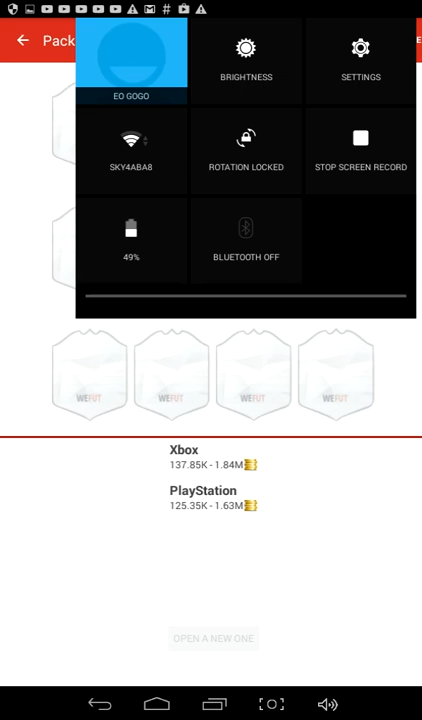 Pack
E
EO GOGO
BRIGHTNESS
SETTINGS
SKY4ABA8
ROTATION LOCKED
STOP SCREEN RECORD
49%
BLUETOOTH OFF
WEFUT WEFUT WEFUT WEFUT
Xbox
137.85K - 1.84M
PlayStation
125.35K - 1.63M
OPEN A NEW ONE